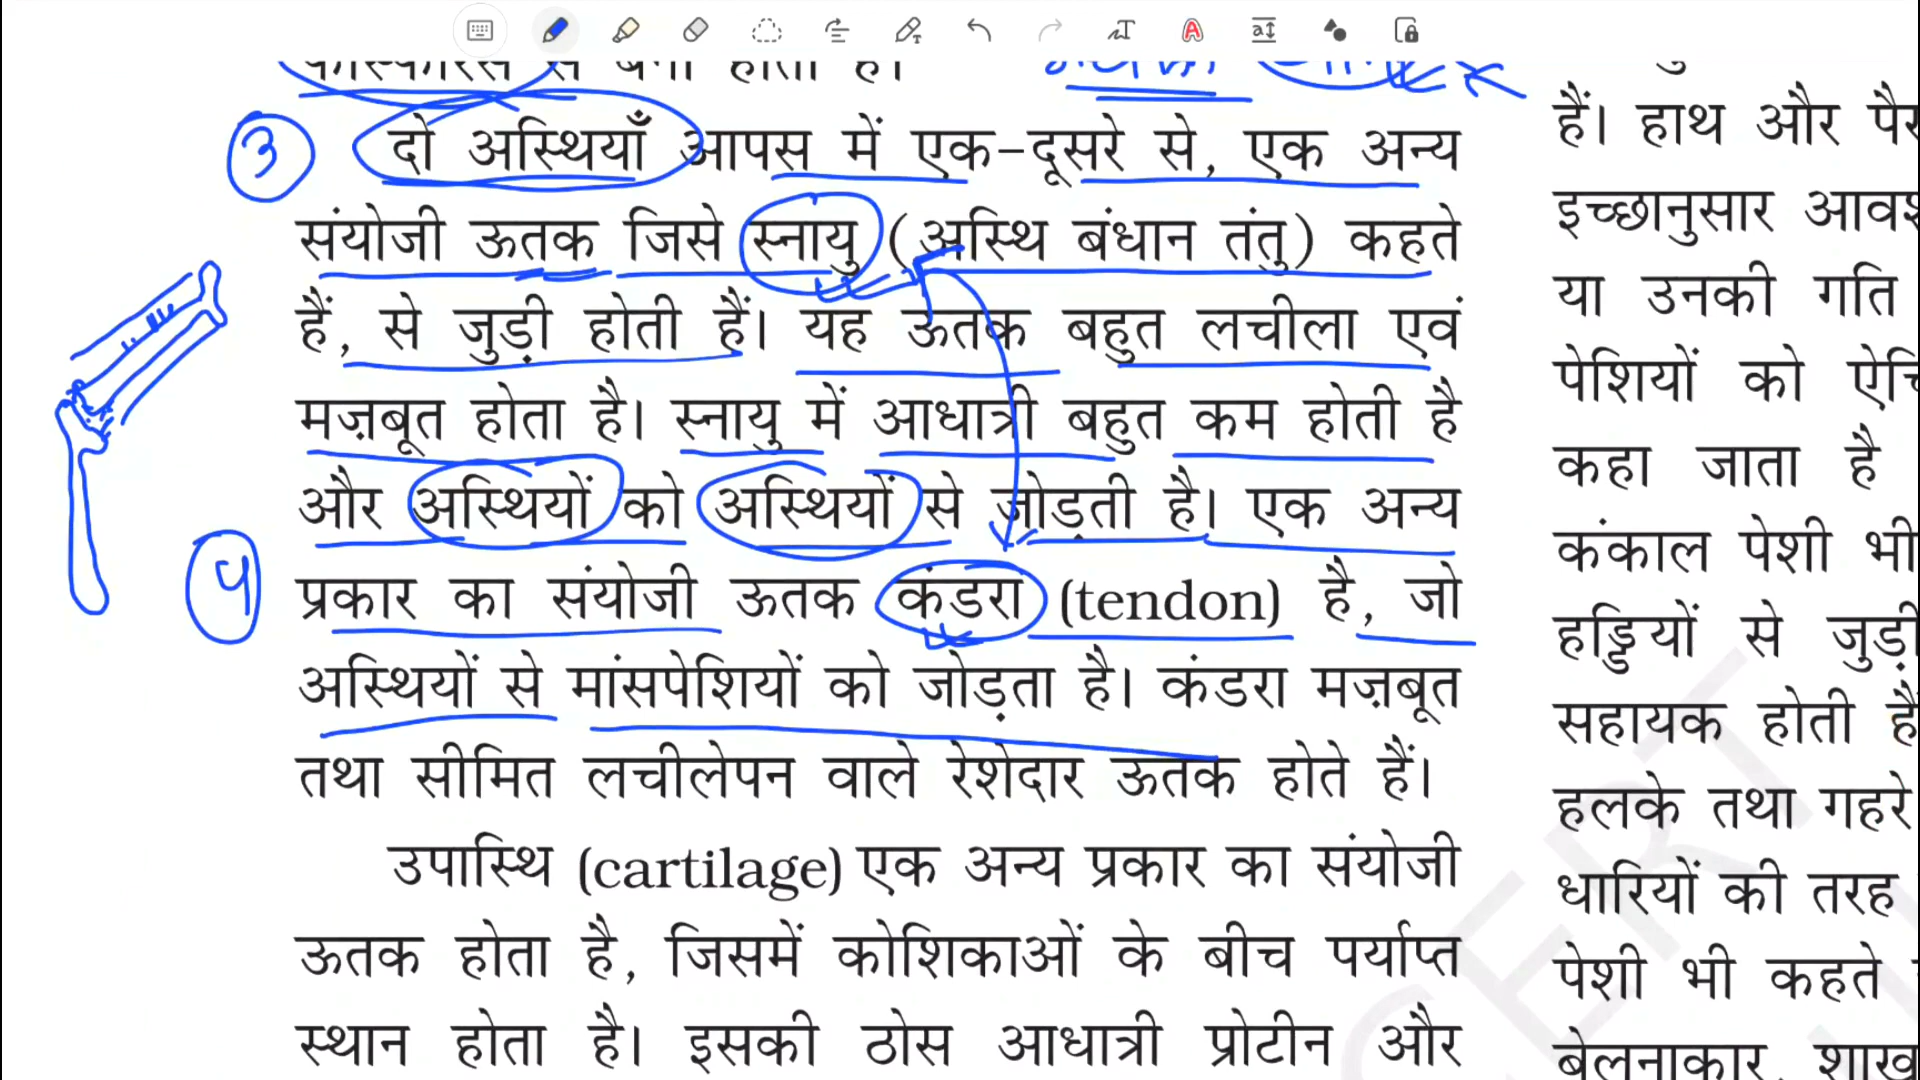 से बना होता है।
३ दो अस्थियाँ आपस में एक-दूसरे से, एक अन्य
संयोजी ऊतक जिसे स्नायु (अस्थि बंधान तंतु) कहते
हैं, से जुड़ी होती हैं। यह ऊतक बहुत लचीला एवं
मज़बूत होता है। स्नायु में आधात्री बहुत कम होती है
और अस्थियों को अस्थियों से जोड़ती है। एक अन्य
प्रकार का संयोजी ऊतक कंडरा (tendon) है, जो
अस्थियों से मांसपेशियों को जोड़ता है। कंडरा मज़बूत
तथा सीमित लचीलेपन वाले रेशेदार ऊतक होते हैं।
उपास्थि (cartilage) एक अन्य प्रकार का संयोजी
ऊतक होता है, जिसमें कोशिकाओं के बीच पर्याप्त
स्थान होता है। इसकी ठोस आधात्री प्रोटीन और
हैं। हाथ और
इच्छानुसार
या उनकी गति
पेशियों को
कहा जाता है
कंकाल पेशी भी
हड्डियों से
सहायक होती
हलके तथा गहरे
धारियों की तरह
पेशी भी कहते
बेलनाकार,